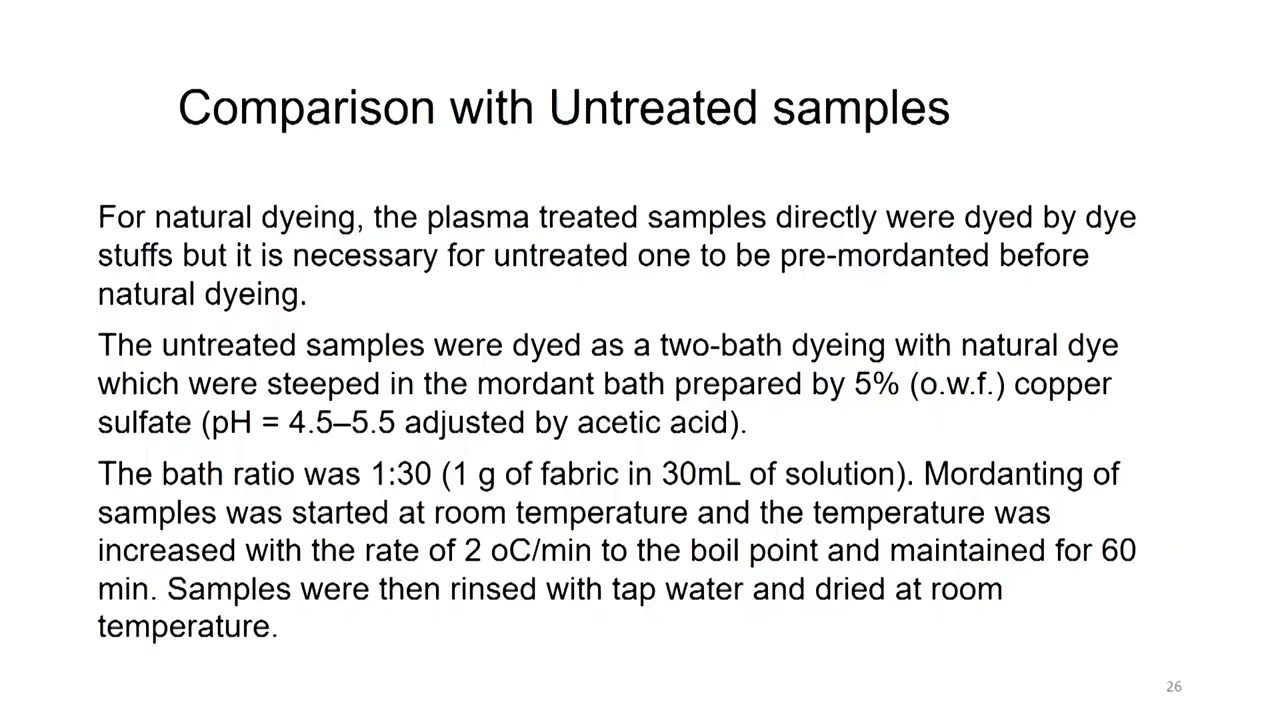 Comparison with Untreated samples
For natural dyeing, the plasma treated samples directly were dyed by dye
stuffs but it is necessary for untreated one to be pre-mordanted before
natural dyeing.
The untreated samples were dyed as a two-bath dyeing with natural dye
which were steeped in the mordant bath prepared by 5% (o.w.f.) copper
sulfate (pH = 4.5–5.5 adjusted by acetic acid).
The bath ratio was 1:30 (1 g of fabric in 30mL of solution). Mordanting of
samples was started at room temperature and the temperature was
increased with the rate of 2 oC/min to the boil point and maintained for 60
min. Samples were then rinsed with tap water and dried at room
temperature.
26